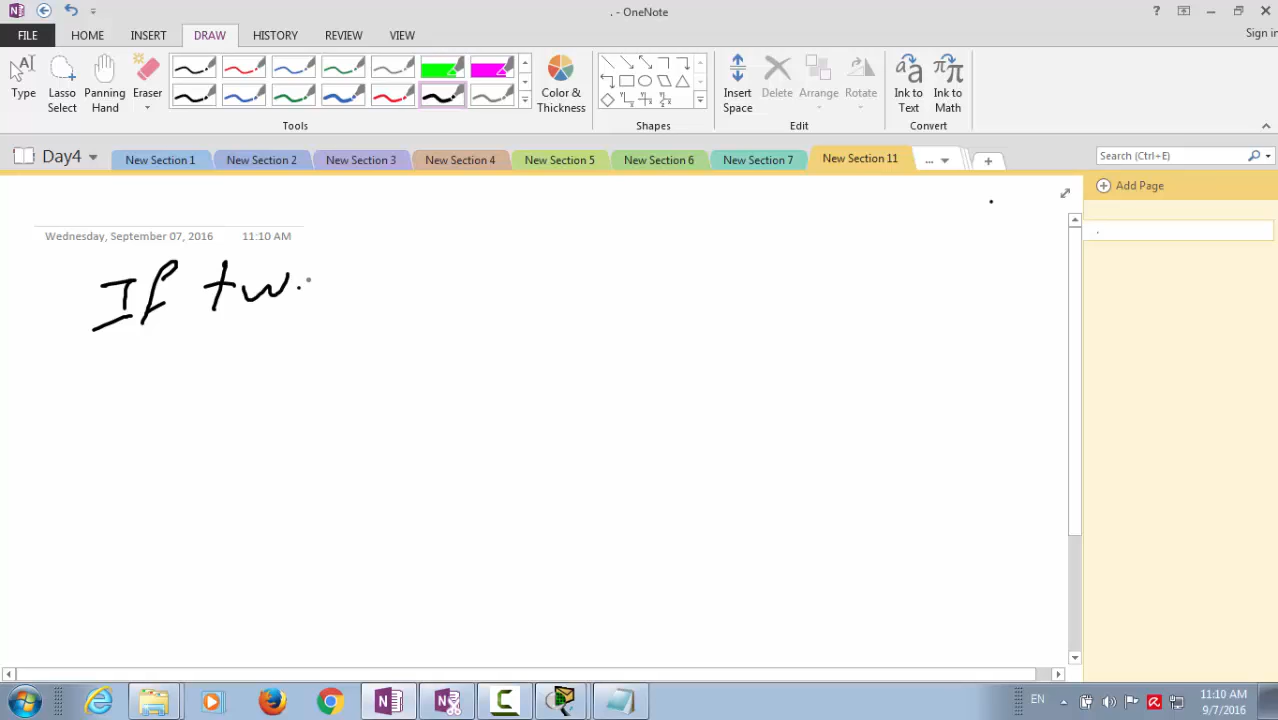 . - OneNote
?
FILE HOME INSERT DRAW HISTORY REVIEW VIEW Sign in
Type Lasso Select Panning Hand Eraser Color & Thickness Insert Space Delete Arrange Rotate Ink to Text Ink to Math
Tools Shapes Edit Convert
Day4 New Section 1 New Section 2 New Section 3 New Section 4 New Section 5 New Section 6 New Section 7 New Section 11 ... + Search (Ctrl+E)
Add Page
.
Wednesday, September 07, 2016 11:10 AM
If tw
EN 11:10 AM
9/7/2016